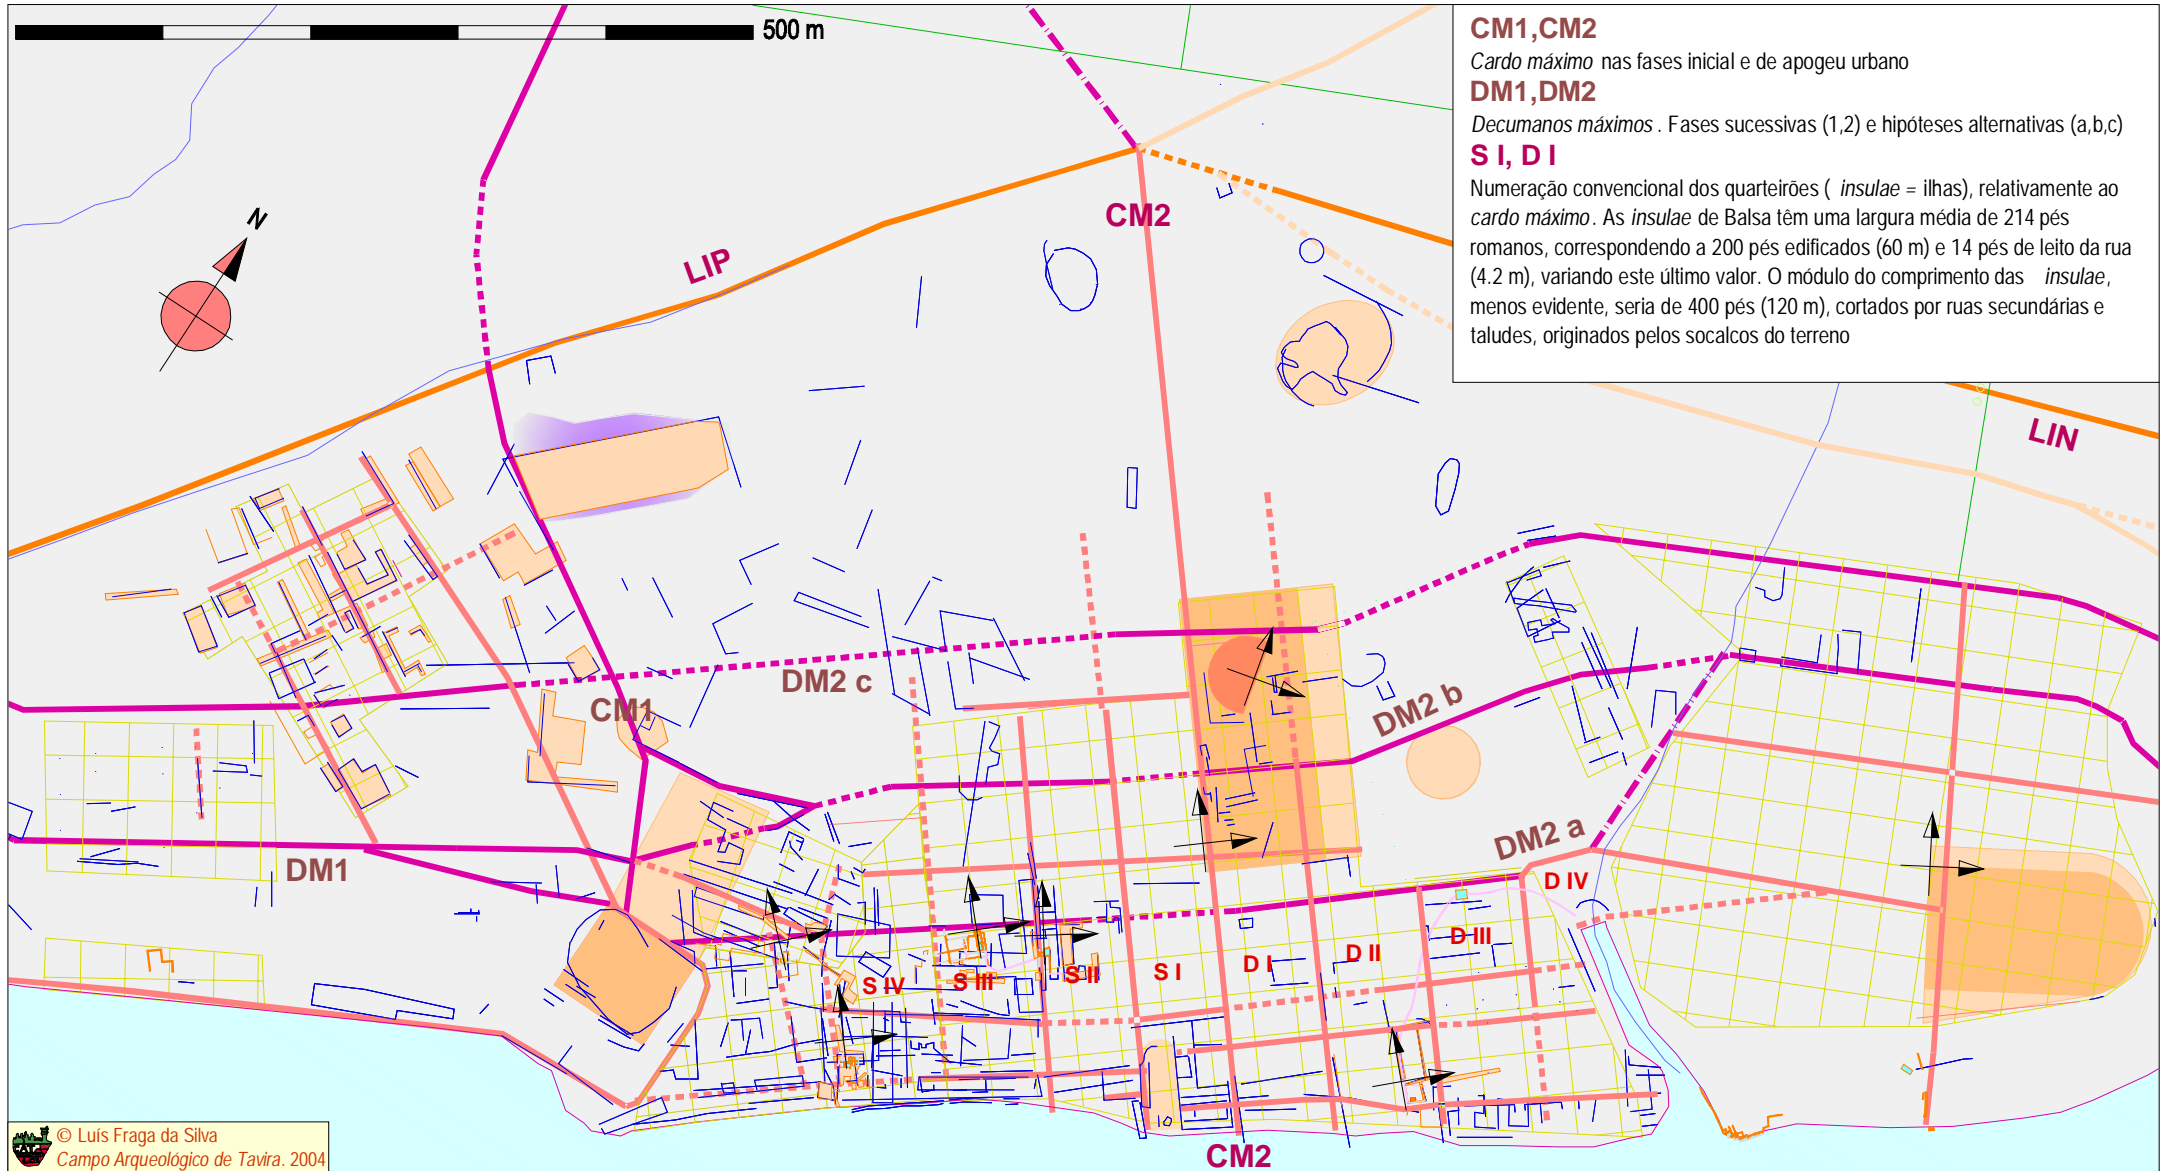 500 m
CM1,CM2
Cardo máximo nas fases inicial e de apogeu urbano
DM1,DM2
Decumanos máximos . Fases sucessivas (1,2) e hipóteses alternativas (a,b,c)
S I, D I
Numeração convencional dos quarteirões ( insulae = ilhas), relativamente ao
cardo máximo . As insulae de Balsa têm uma largura média de 214 pés
romanos, correspondendo a 200 pés edificados (60 m) e 14 pés de leito da rua
(4.2 m), variando este último valor. O módulo do comprimento das insulae,
menos evidente, seria de 400 pés (120 m), cortados por ruas secundárias e
taludes, originados pelos socalcos do terreno
N
CM2
LIP
LIN
DM2 c
CM1
DM2 b
DM2 a
DM1
D IV
D III
D II
D I
S I
S II
S III
S IV
CM2
© Luís Fraga da Silva
Campo Arqueológico de Tavira. 2004